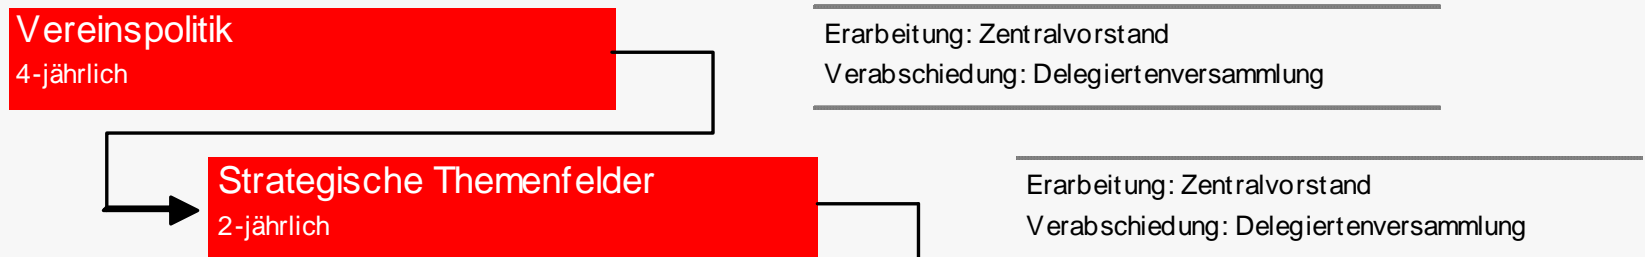 Vereinspolitik
4-jährlich
Erarbeitung: Zentralvorstand
Verabschiedung: Delegiertenversammlung
Strategische Themenfelder
2-jährlich
Erarbeitung: Zentralvorstand
Verabschiedung: Delegiertenversammlung